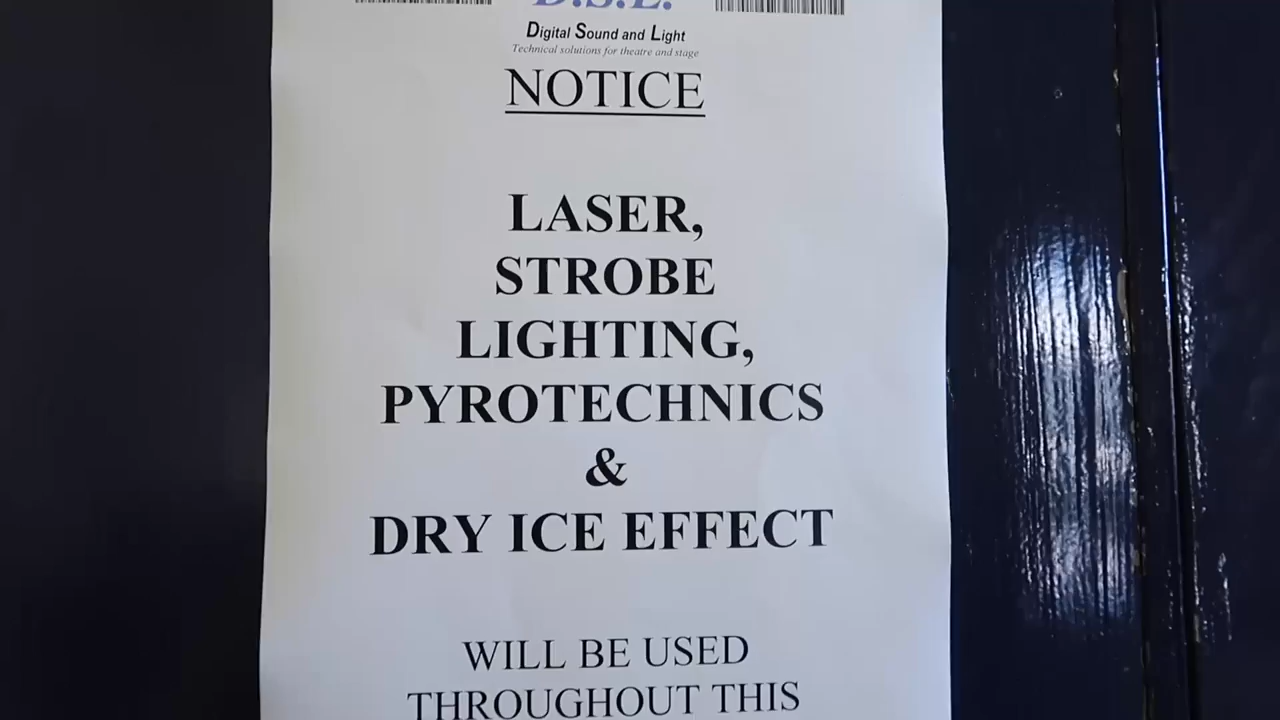 D.S.L.
Digital Sound and Light
Technical solutions for theatre and stage
NOTICE
LASER,
STROBE
LIGHTING,
PYROTECHNICS
&
DRY ICE EFFECT
WILL BE USED
THROUGHOUT THIS